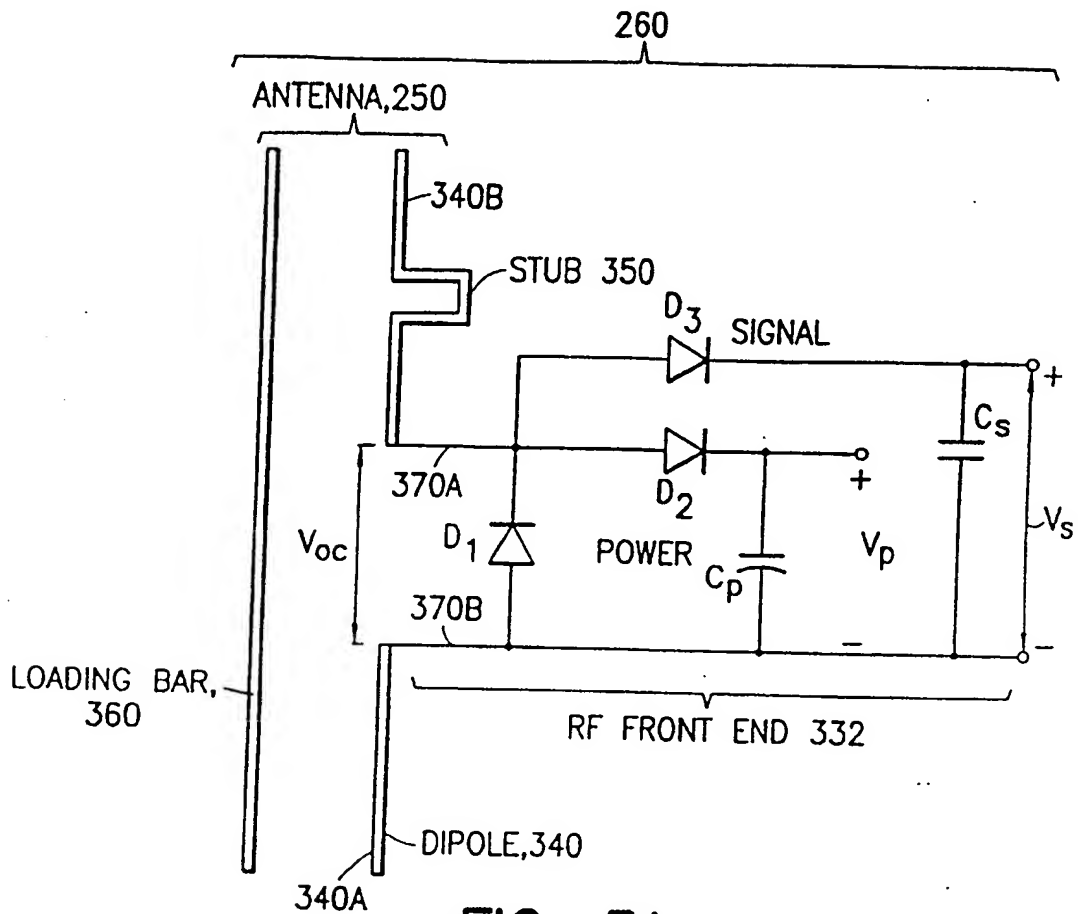 260
ANTENNA,250
340B
STUB 350
D3
SIGNAL
Cs
+
370A
D2
+
Voc
D1
POWER
Cp
Vp
Vs
370B
−
−
LOADING BAR,
360
RF FRONT END 332
DIPOLE,340
340A